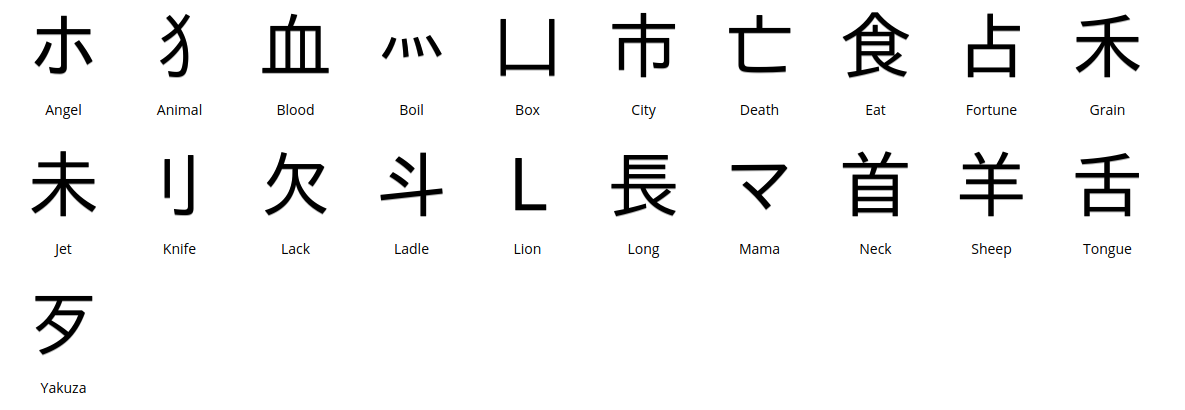 ホ 犭 血 灬 凵 市 亡 食 占 禾
Angel Animal Blood Boil Box City Death Eat Fortune Grain
未 刂 欠 斗 L 長 マ 首 羊 舌
Jet Knife Lack Ladle Lion Long Mama Neck Sheep Tongue
歹
Yakuza